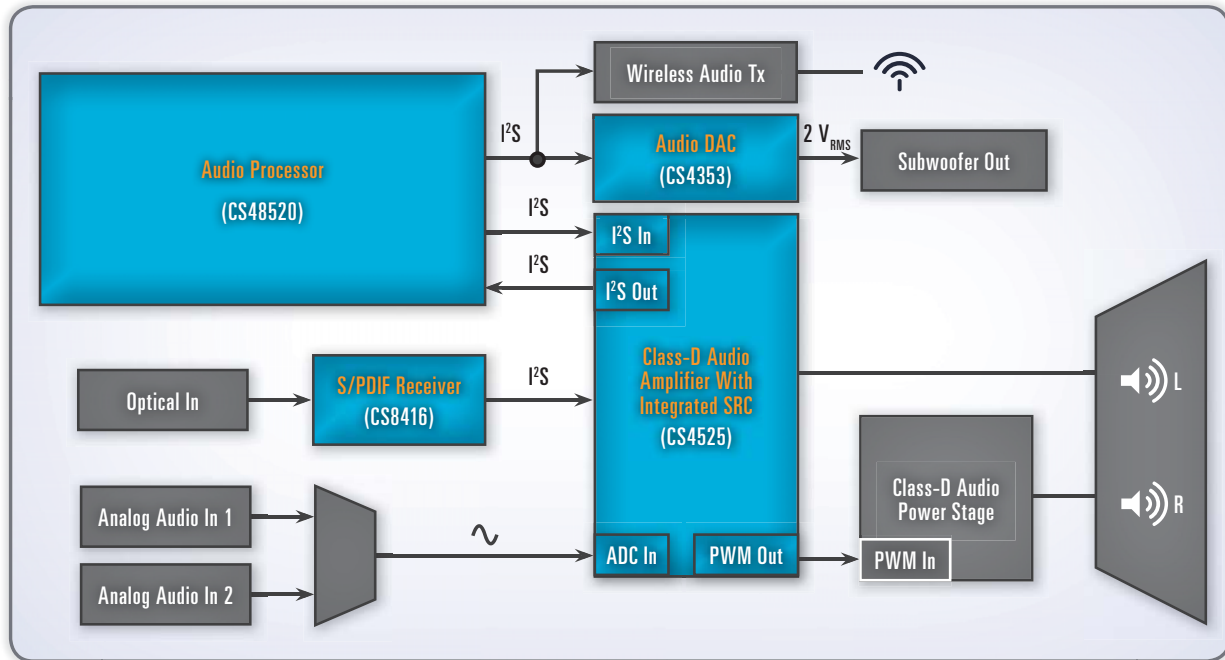 Wireless Audio Tx
I²S
Audio DAC
(CS4353)
2 V_RMS
Subwoofer Out
Audio Processor
(CS48520)
I²S
I²S In
I²S
I²S Out
Class-D Audio
Amplifier With
Integrated SRC
(CS4525)
Optical In
S/PDIF Receiver
(CS8416)
I²S
L
Class-D Audio
Power Stage
R
Analog Audio In 1
Analog Audio In 2
ADC In
PWM Out
PWM In